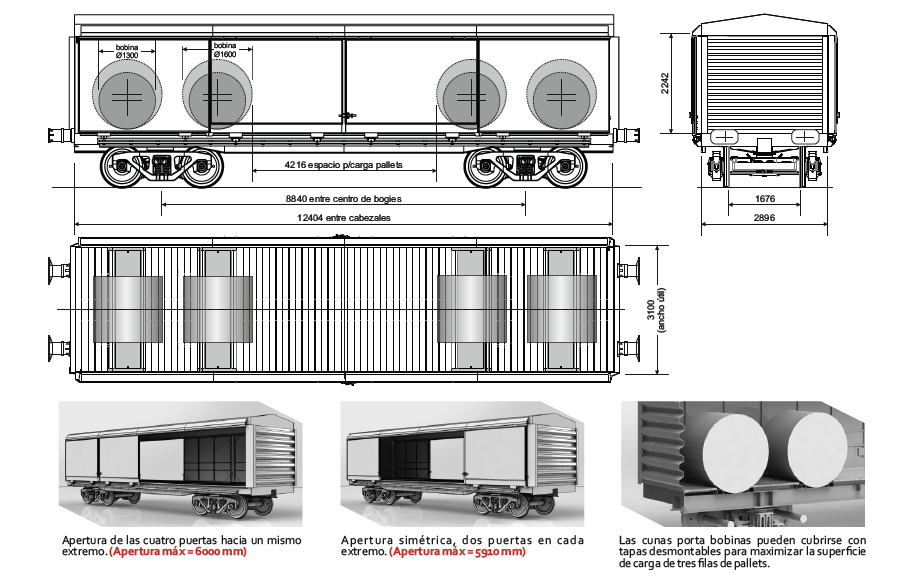 bobina
Ø1300
bobina
Ø1600
2242
4216 espacio p/carga pallets
8840 entre centro de bogies
12404 entre cabezales
1676
2896
3100
(ancho útil)
Apertura de las cuatro puertas hacia un mismo
extremo. (Apertura máx = 6000 mm)
Apertura simétrica, dos puertas en cada
extremo. (Apertura máx = 5910 mm)
Las cunas porta bobinas pueden cubrirse con
tapas desmontables para maximizar la superficie
de carga de tres filas de pallets.